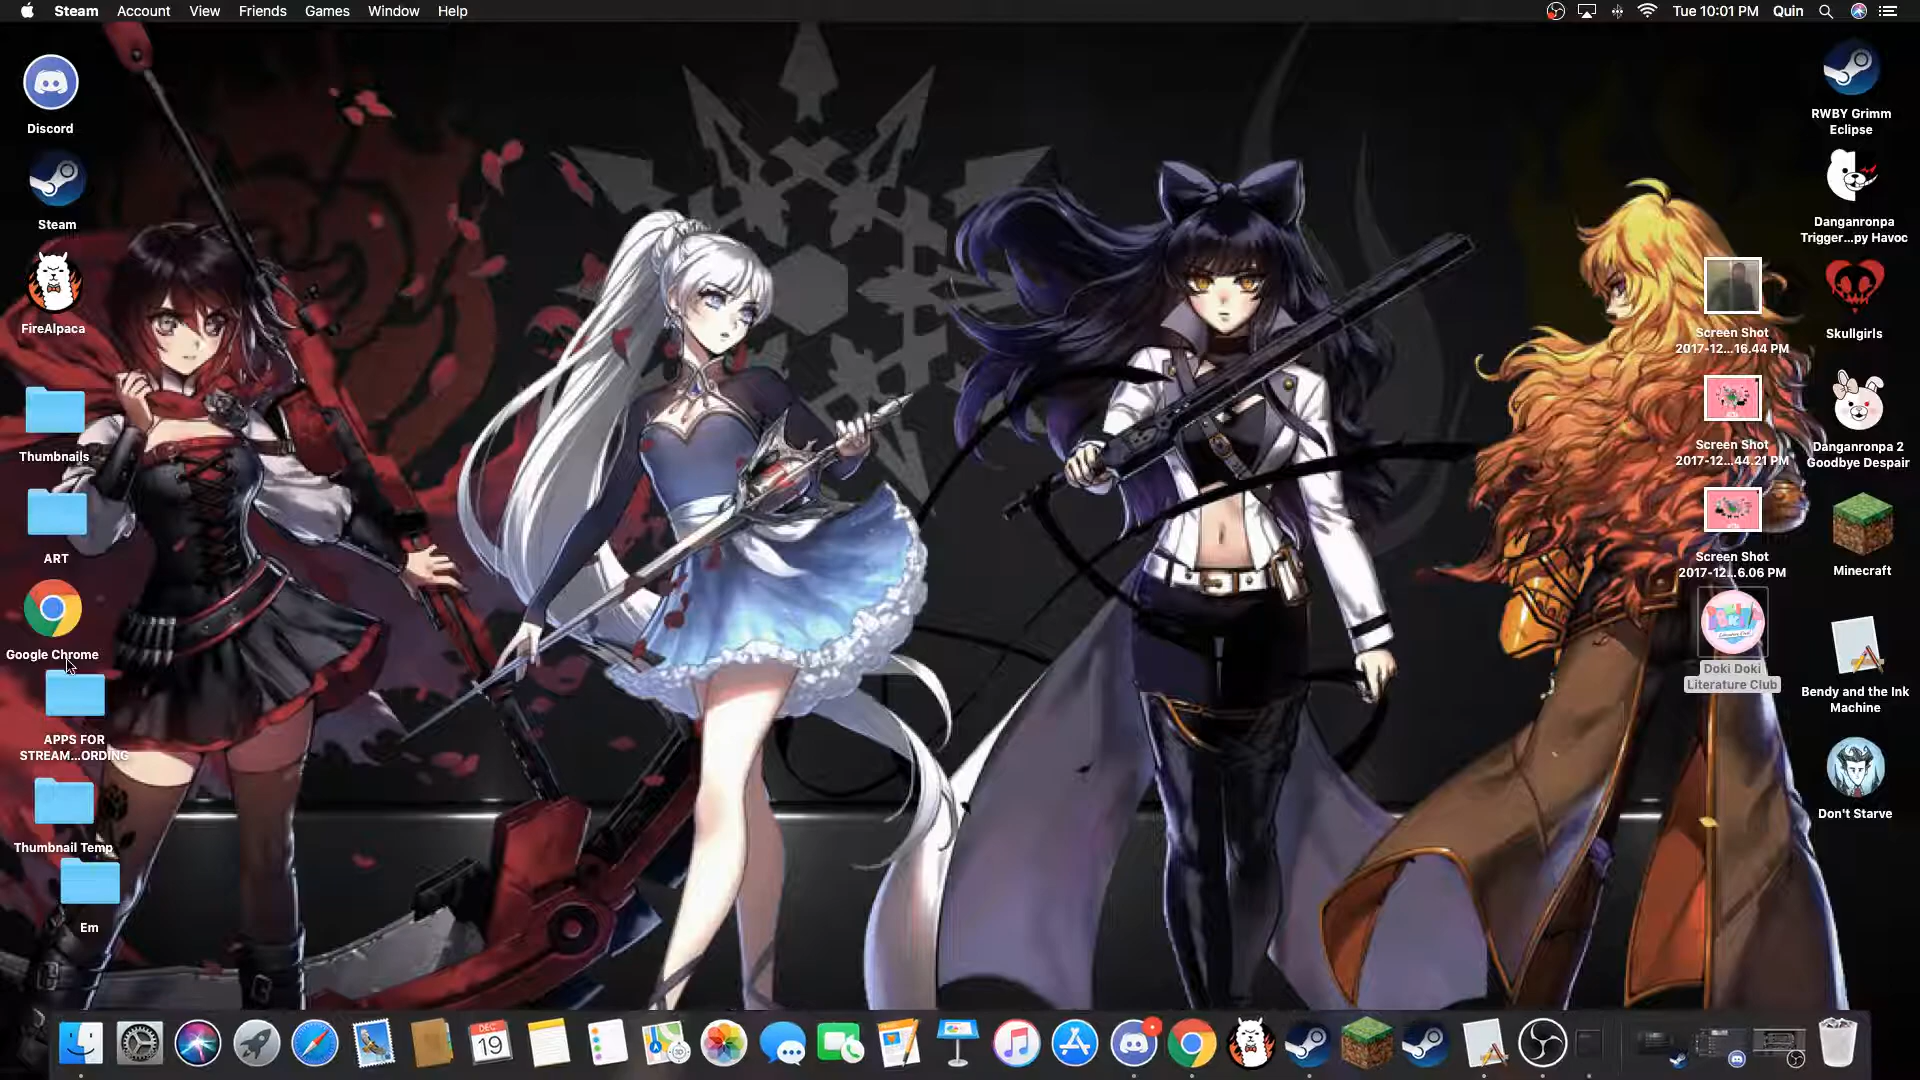 Steam Account View Friends Games Window Help
Tue 10:01 PM Quin
Discord
Steam
FireAlpaca
Thumbnails
ART
Google Chrome
APPS FOR
STREAM...ORDING
Thumbnail Temp
Em
RWBY Grimm
Eclipse
Danganronpa
Trigger...py Havoc
Skullgirls
Danganronpa 2
Goodbye Despair
Minecraft
Bendy and the Ink
Machine
Don't Starve
Screen Shot
2017-12...16.44 PM
Screen Shot
2017-12...44.21 PM
Screen Shot
2017-12...6.06 PM
Doki Doki
Literature Club
DEC
19